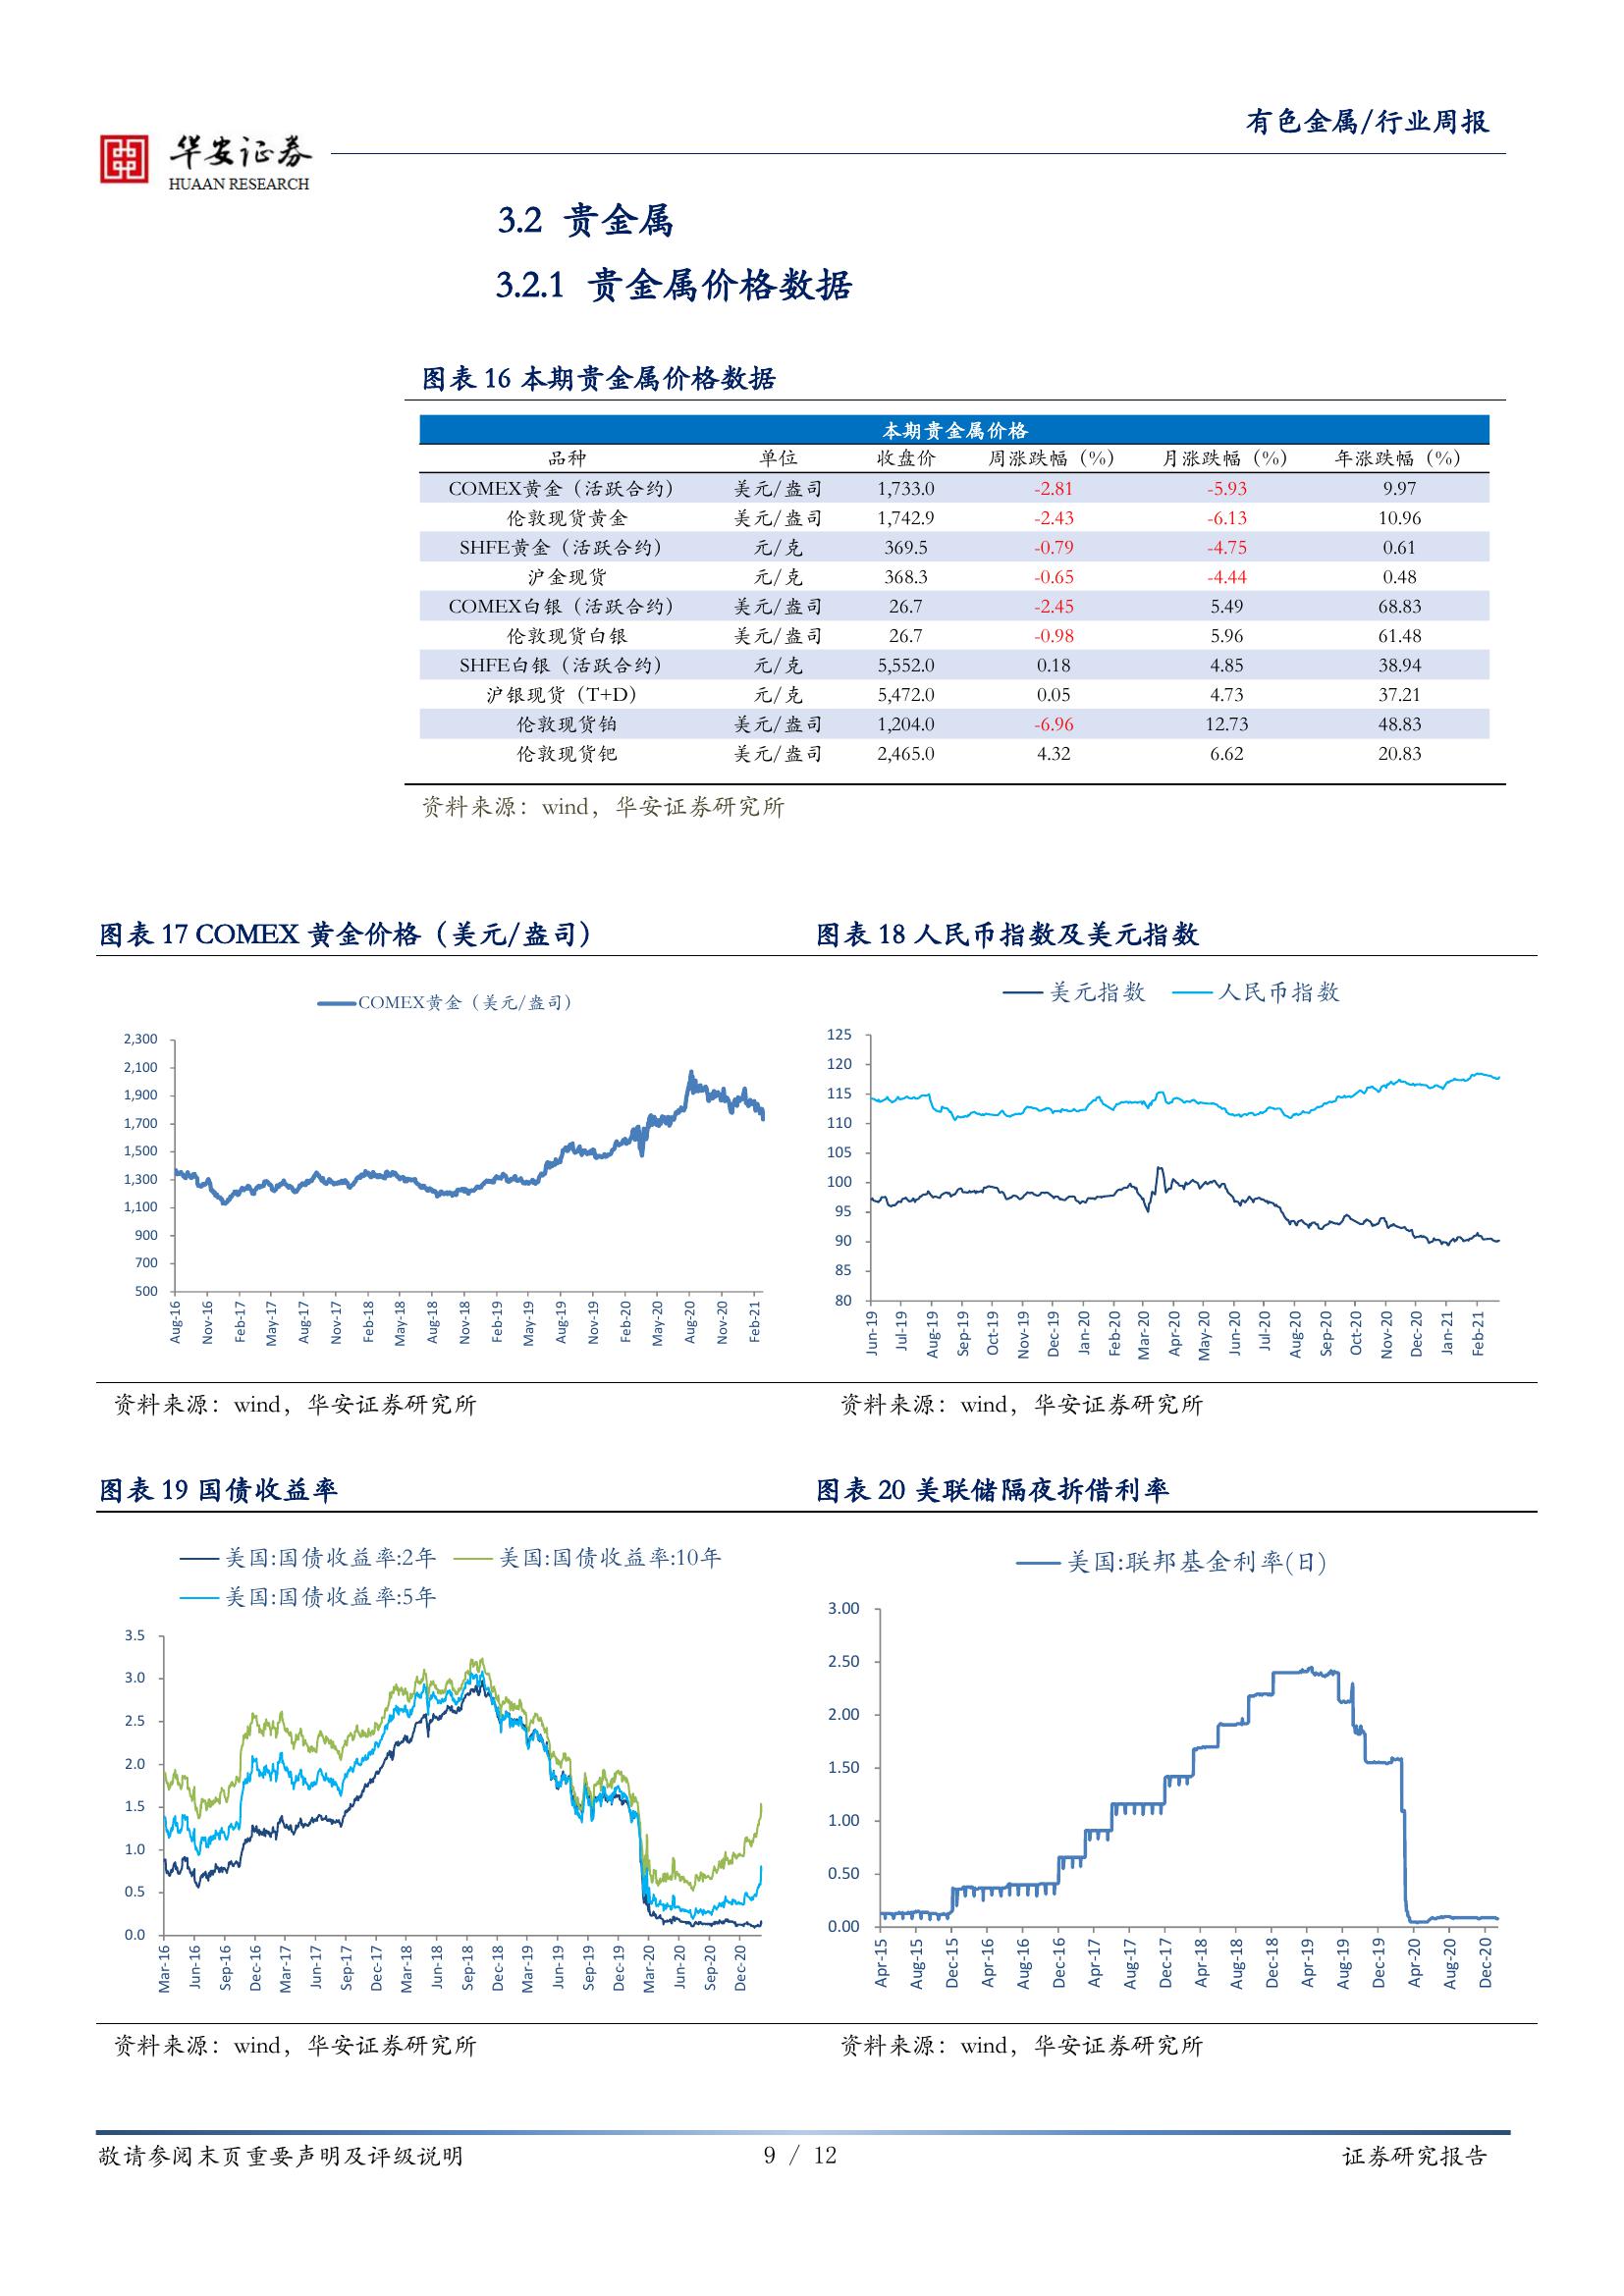 有色金属/行业周报
华安证券
HUAAN RESEARCH
3.2 贵金属
3.2.1 贵金属价格数据
图表 16 本期贵金属价格数据
本期贵金属价格
品种 单位 收盘价 周涨跌幅（%） 月涨跌幅（%） 年涨跌幅（%）
COMEX黄金（活跃合约） 美元/盎司 1,733.0 -2.81 -5.93 9.97
伦敦现货黄金 美元/盎司 1,742.9 -2.43 -6.13 10.96
SHFE黄金（活跃合约） 元/克 369.5 -0.79 -4.75 0.61
沪金现货 元/克 368.3 -0.65 -4.44 0.48
COMEX白银（活跃合约） 美元/盎司 26.7 -2.45 5.49 68.83
伦敦现货白银 美元/盎司 26.7 -0.98 5.96 61.48
SHFE白银（活跃合约） 元/克 5,552.0 0.18 4.85 38.94
沪银现货（T+D） 元/克 5,472.0 0.05 4.73 37.21
伦敦现货铂 美元/盎司 1,204.0 -6.96 12.73 48.83
伦敦现货钯 美元/盎司 2,465.0 4.32 6.62 20.83
资料来源：wind，华安证券研究所
图表 17 COMEX 黄金价格（美元/盎司）
COMEX黄金（美元/盎司）
2,300
2,100
1,900
1,700
1,500
1,300
1,100
900
700
500
Aug-16 Nov-16 Feb-17 May-17 Aug-17 Nov-17 Feb-18 May-18 Aug-18 Nov-18 Feb-19 May-19 Aug-19 Nov-19 Feb-20 May-20 Aug-20 Nov-20 Feb-21
资料来源：wind，华安证券研究所
图表 18 人民币指数及美元指数
美元指数 人民币指数
125
120
115
110
105
100
95
90
85
80
Jun-19 Jul-19 Aug-19 Sep-19 Oct-19 Nov-19 Dec-19 Jan-20 Feb-20 Mar-20 Apr-20 May-20 Jun-20 Jul-20 Aug-20 Sep-20 Oct-20 Nov-20 Dec-20 Jan-21 Feb-21
资料来源：wind，华安证券研究所
图表 19 国债收益率
美国:国债收益率:2年 美国:国债收益率:10年
美国:国债收益率:5年
3.5
3.0
2.5
2.0
1.5
1.0
0.5
0.0
Mar-16 Jun-16 Sep-16 Dec-16 Mar-17 Jun-17 Sep-17 Dec-17 Mar-18 Jun-18 Sep-18 Dec-18 Mar-19 Jun-19 Sep-19 Dec-19 Mar-20 Jun-20 Sep-20 Dec-20
资料来源：wind，华安证券研究所
图表 20 美联储隔夜拆借利率
美国:联邦基金利率(日)
3.00
2.50
2.00
1.50
1.00
0.50
0.00
Apr-15 Aug-15 Dec-15 Apr-16 Aug-16 Dec-16 Apr-17 Aug-17 Dec-17 Apr-18 Aug-18 Dec-18 Apr-19 Aug-19 Dec-19 Apr-20 Aug-20 Dec-20
资料来源：wind，华安证券研究所
敬请参阅末页重要声明及评级说明 9 / 12 证券研究报告